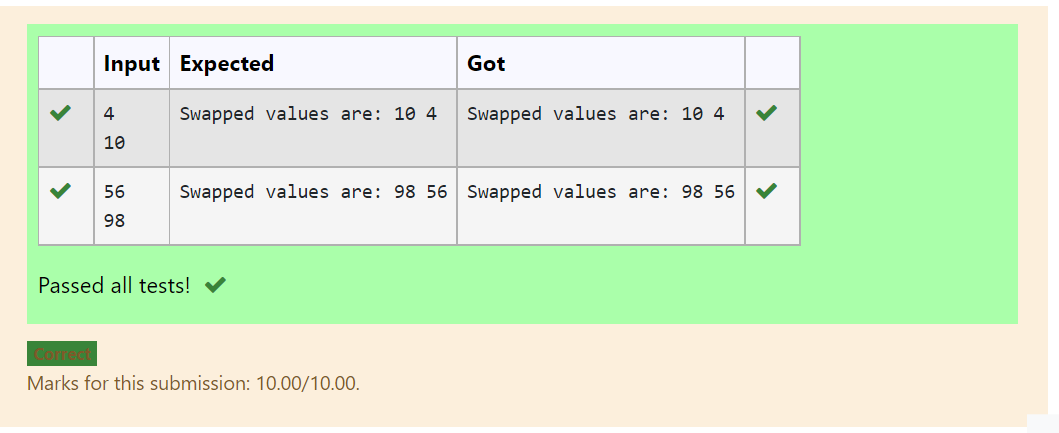 Input Expected Got
4 Swapped values are: 10 4 Swapped values are: 10 4
10
56 Swapped values are: 98 56 Swapped values are: 98 56
98
Passed all tests!
Correct
Marks for this submission: 10.00/10.00.